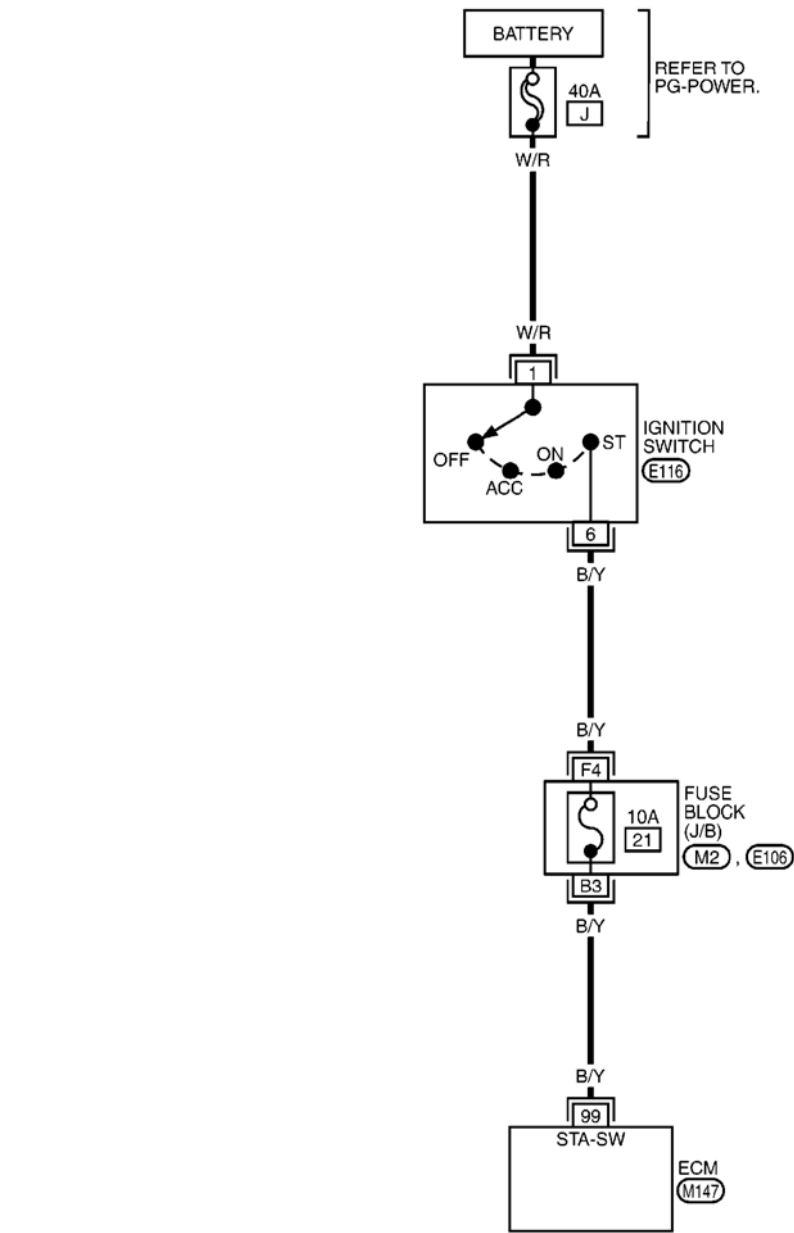 BATTERY
REFER TO
PG-POWER.
40A
J
W/R
W/R
1
IGNITION
SWITCH
E116
OFF
ACC
ON
ST
6
B/Y
B/Y
F4
FUSE
BLOCK
(J/B)
M2 , E106
10A
21
B3
B/Y
B/Y
99
STA-SW
ECM
M147